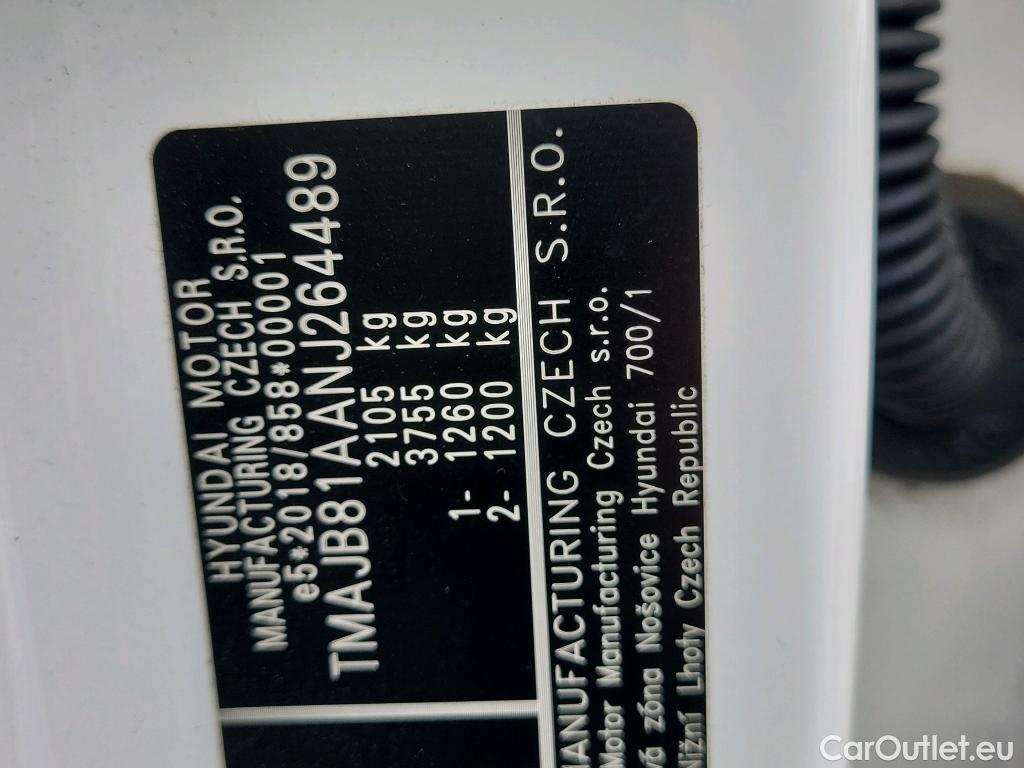 HYUNDAI MOTOR
MANUFACTURING CZECH S.R.O.
e5*2018/858*00001
TMAJB81AANJ264489
2105 kg
3755 kg
1- 1260 kg
2- 1200 kg
MANUFACTURING CZECH S.R.O.
Motor Manufacturing Czech s.r.o.
zóna Nošovice Hyundai 700/1
Nižní Lhoty Czech Republic
CarOutlet.eu